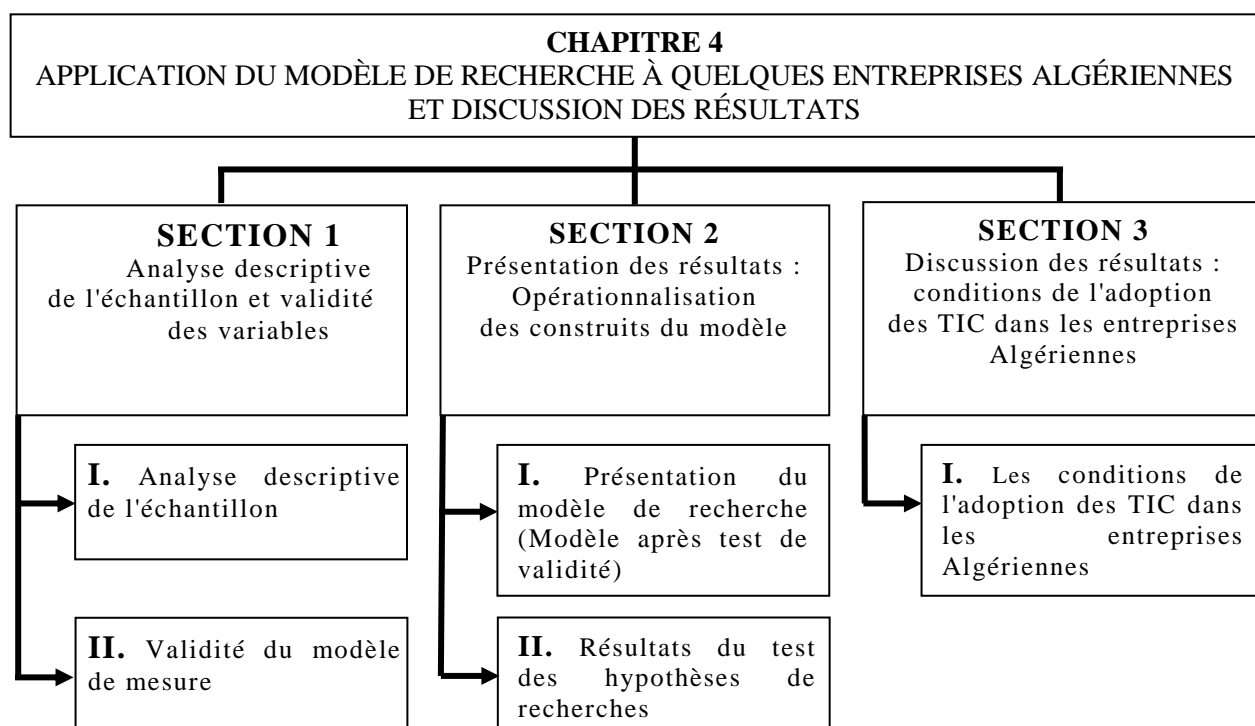 CHAPITRE 4
APPLICATION DU MODÈLE DE RECHERCHE À QUELQUES ENTREPRISES ALGÉRIENNES
ET DISCUSSION DES RÉSULTATS
SECTION 1
Analyse descriptive
de l'échantillon et validité
des variables
I. Analyse descriptive
de l'échantillon
II. Validité du modèle
de mesure
SECTION 2
Présentation des résultats :
Opérationnalisation
des construits du modèle
I. Présentation du
modèle de recherche
(Modèle après test de
validité)
II. Résultats du test
des hypothèses de
recherches
SECTION 3
Discussion des résultats :
conditions de l'adoption
des TIC dans les entreprises
Algériennes
I. Les conditions de
l'adoption des TIC dans
les entreprises
Algériennes